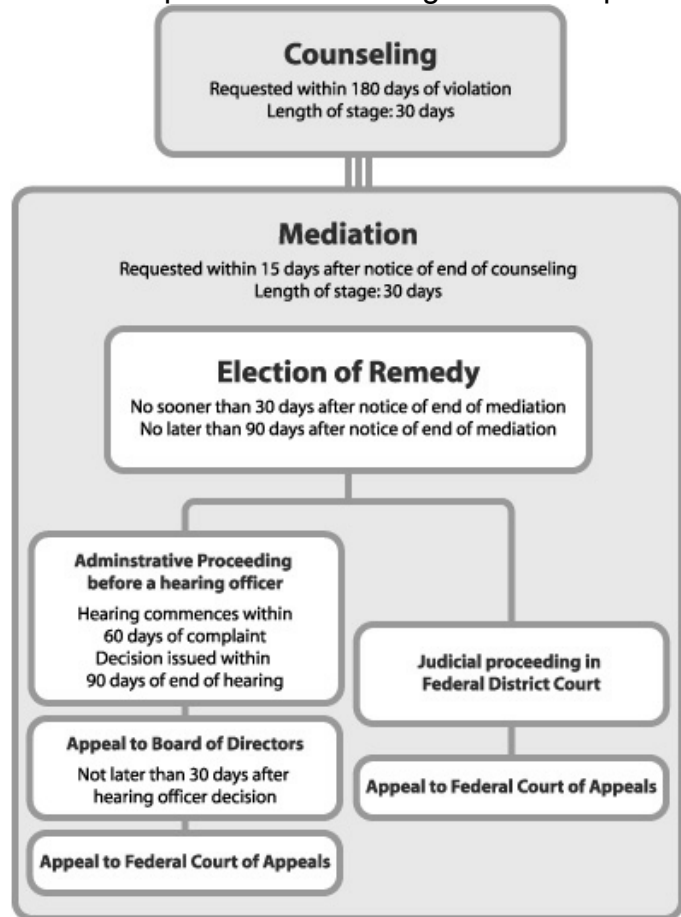 Counseling
Requested within 180 days of violation
Length of stage: 30 days
Mediation
Requested within 15 days after notice of end of counseling
Length of stage: 30 days
Election of Remedy
No sooner than 30 days after notice of end of mediation
No later than 90 days after notice of end of mediation
Adminstrative Proceeding
before a hearing officer
Hearing commences within
60 days of complaint
Decision issued within
90 days of end of hearing
Appeal to Board of Directors
Not later than 30 days after
hearing officer decision
Appeal to Federal Court of Appeals
Judicial proceeding in
Federal District Court
Appeal to Federal Court of Appeals